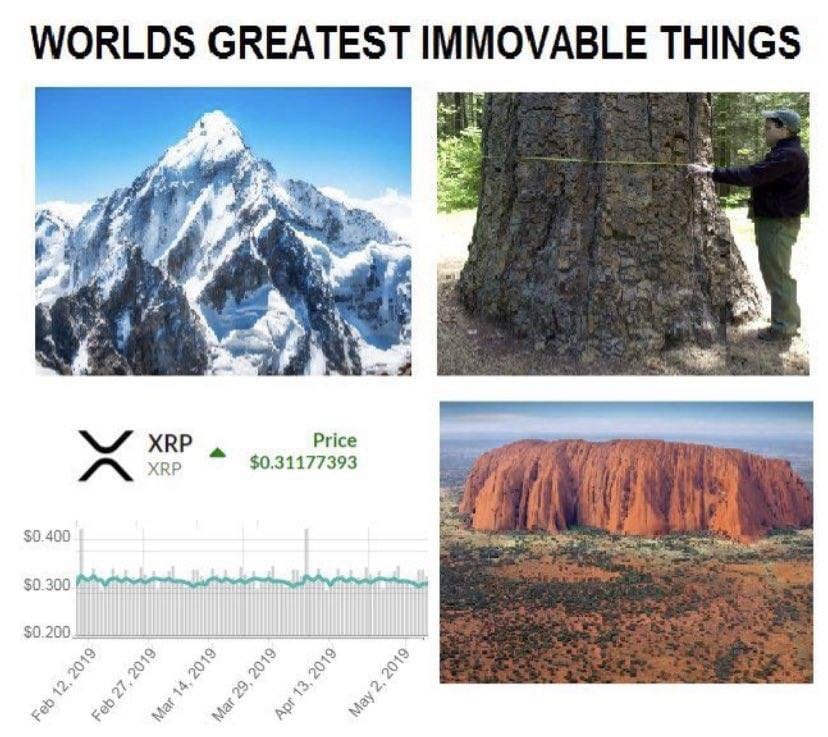 WORLDS GREATEST IMMOVABLE THINGS
XRP
XRP
Price
$0.31177393
$0.400
$0.300
$0.200
Feb 12, 2019
Feb 27, 2019
Mar 14, 2019
Mar 29, 2019
Apr 13, 2019
May 2, 2019